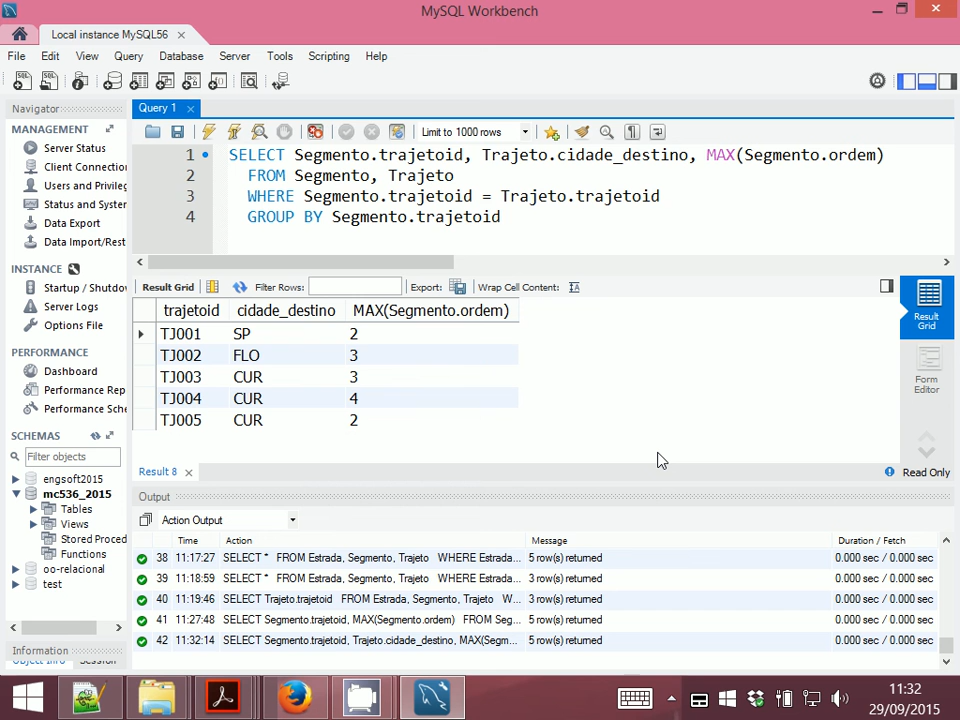 MySQL Workbench
Local instance MySQL56
File Edit View Query Database Server Tools Scripting Help
Navigator
MANAGEMENT
Server Status
Client Connection
Users and Privileg
Status and System
Data Export
Data Import/Rest
INSTANCE
Startup / Shutdow
Server Logs
Options File
PERFORMANCE
Dashboard
Performance Rep
Performance Sche
SCHEMAS
Filter objects
engsoft2015
mc536_2015
Tables
Views
Stored Proced
Functions
oo-relacional
test
Information
Object Info Session
Query 1
Limit to 1000 rows
1 SELECT Segmento.trajetoid, Trajeto.cidade_destino, MAX(Segmento.ordem)
2 FROM Segmento, Trajeto
3 WHERE Segmento.trajetoid = Trajeto.trajetoid
4 GROUP BY Segmento.trajetoid
Result Grid Filter Rows: Export: Wrap Cell Content:
trajetoid cidade_destino MAX(Segmento.ordem)
TJ001 SP 2
TJ002 FLO 3
TJ003 CUR 3
TJ004 CUR 4
TJ005 CUR 2
Result Grid
Form Editor
Result 8
Read Only
Output
Action Output
Time Action Message Duration / Fetch
38 11:17:27 SELECT * FROM Estrada, Segmento, Trajeto WHERE Estrada... 5 row(s) returned 0.000 sec / 0.000 sec
39 11:18:59 SELECT * FROM Estrada, Segmento, Trajeto WHERE Estrada... 3 row(s) returned 0.000 sec / 0.000 sec
40 11:19:46 SELECT Trajeto.trajetoid FROM Estrada, Segmento, Trajeto W... 3 row(s) returned 0.000 sec / 0.000 sec
41 11:27:48 SELECT Segmento.trajetoid, MAX(Segmento.ordem) FROM Seg... 5 row(s) returned 0.000 sec / 0.000 sec
42 11:32:14 SELECT Segmento.trajetoid, Trajeto.cidade_destino, MAX(Segm... 5 row(s) returned 0.000 sec / 0.000 sec
11:32
29/09/2015